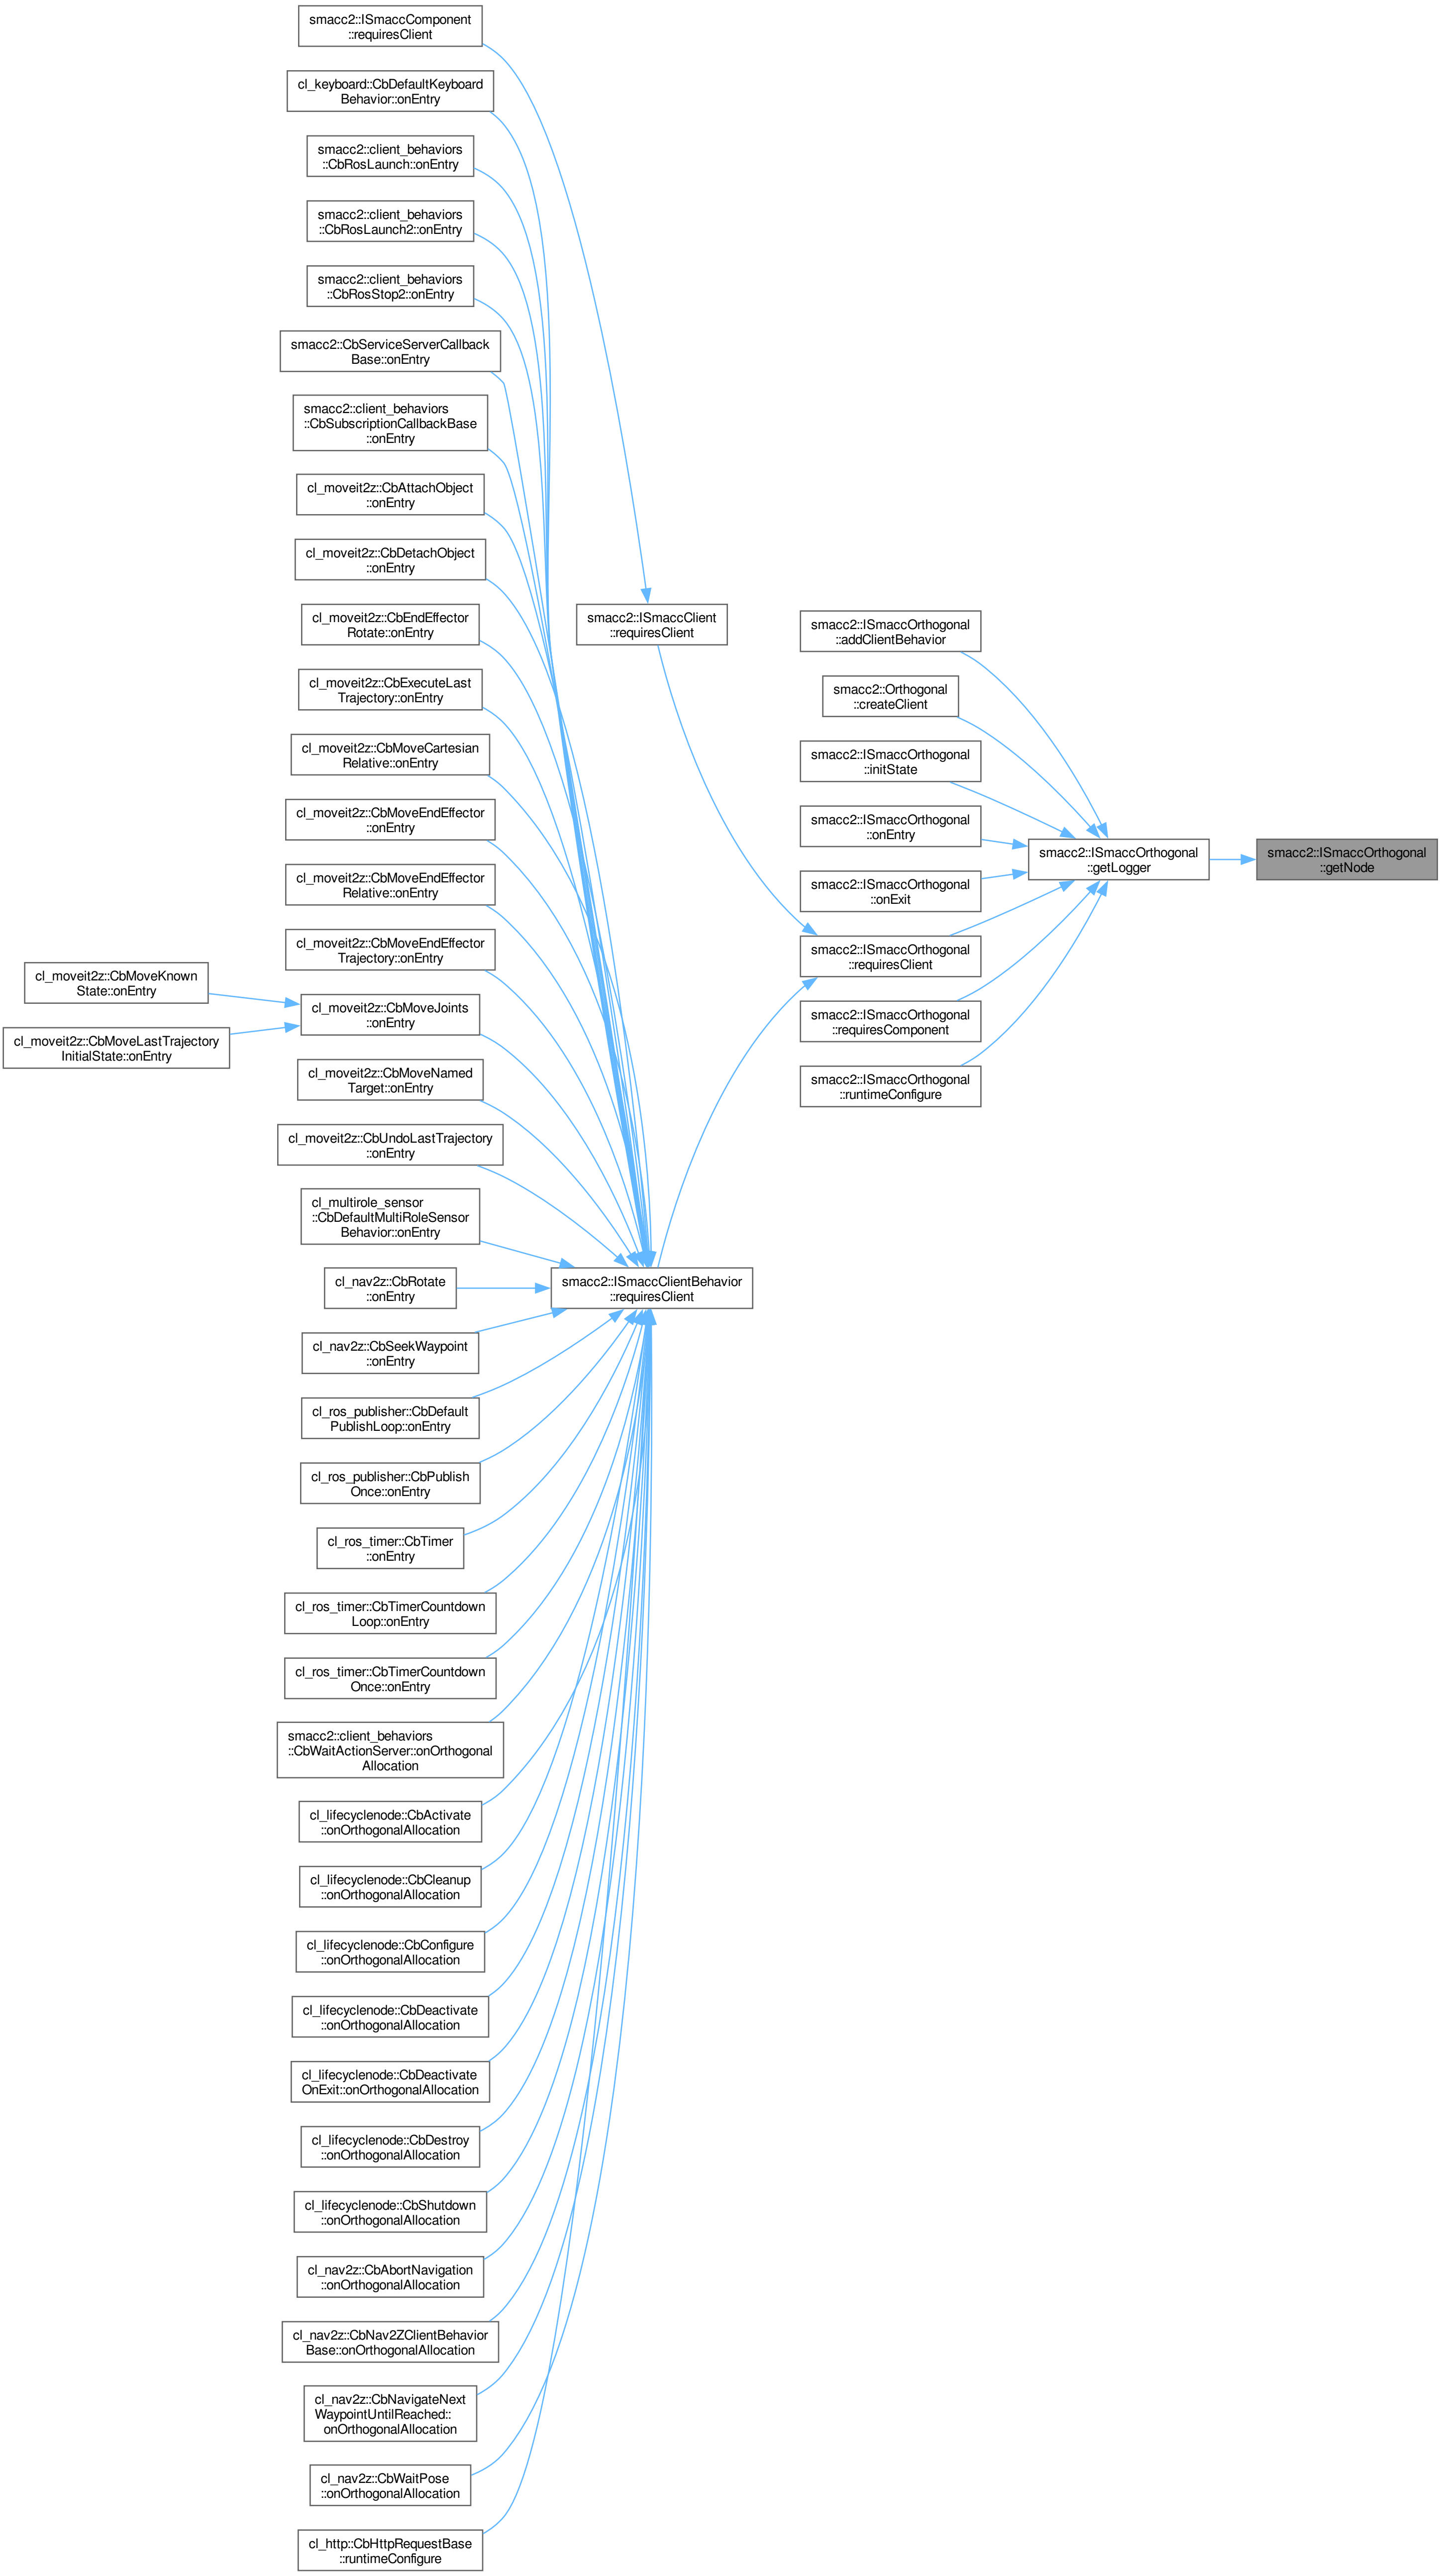 smacc2::ISmaccComponent
::requiresClient
cl_keyboard::CbDefaultKeyboard
Behavior::onEntry
smacc2::client_behaviors
::CbRosLaunch::onEntry
smacc2::client_behaviors
::CbRosLaunch2::onEntry
smacc2::client_behaviors
::CbRosStop2::onEntry
smacc2::CbServiceServerCallback
Base::onEntry
smacc2::client_behaviors
::CbSubscriptionCallbackBase
::onEntry
cl_moveit2z::CbAttachObject
::onEntry
cl_moveit2z::CbDetachObject
::onEntry
cl_moveit2z::CbEndEffector
Rotate::onEntry
cl_moveit2z::CbExecuteLast
Trajectory::onEntry
cl_moveit2z::CbMoveCartesian
Relative::onEntry
cl_moveit2z::CbMoveEndEffector
::onEntry
cl_moveit2z::CbMoveEndEffector
Relative::onEntry
cl_moveit2z::CbMoveEndEffector
Trajectory::onEntry
cl_moveit2z::CbMoveKnown
State::onEntry
cl_moveit2z::CbMoveLastTrajectory
InitialState::onEntry
cl_moveit2z::CbMoveJoints
::onEntry
cl_moveit2z::CbMoveNamed
Target::onEntry
cl_moveit2z::CbUndoLastTrajectory
::onEntry
cl_multirole_sensor
::CbDefaultMultiRoleSensor
Behavior::onEntry
cl_nav2z::CbRotate
::onEntry
cl_nav2z::CbSeekWaypoint
::onEntry
cl_ros_publisher::CbDefault
PublishLoop::onEntry
cl_ros_publisher::CbPublish
Once::onEntry
cl_ros_timer::CbTimer
::onEntry
cl_ros_timer::CbTimerCountdown
Loop::onEntry
cl_ros_timer::CbTimerCountdown
Once::onEntry
smacc2::client_behaviors
::CbWaitActionServer::onOrthogonal
Allocation
cl_lifecyclenode::CbActivate
::onOrthogonalAllocation
cl_lifecyclenode::CbCleanup
::onOrthogonalAllocation
cl_lifecyclenode::CbConfigure
::onOrthogonalAllocation
cl_lifecyclenode::CbDeactivate
::onOrthogonalAllocation
cl_lifecyclenode::CbDeactivate
OnExit::onOrthogonalAllocation
cl_lifecyclenode::CbDestroy
::onOrthogonalAllocation
cl_lifecyclenode::CbShutdown
::onOrthogonalAllocation
cl_nav2z::CbAbortNavigation
::onOrthogonalAllocation
cl_nav2z::CbNav2ZClientBehavior
Base::onOrthogonalAllocation
cl_nav2z::CbNavigateNext
WaypointUntilReached::
onOrthogonalAllocation
cl_nav2z::CbWaitPose
::onOrthogonalAllocation
cl_http::CbHttpRequestBase
::runtimeConfigure
smacc2::ISmaccClient
::requiresClient
smacc2::ISmaccClientBehavior
::requiresClient
smacc2::ISmaccOrthogonal
::addClientBehavior
smacc2::Orthogonal
::createClient
smacc2::ISmaccOrthogonal
::initState
smacc2::ISmaccOrthogonal
::onEntry
smacc2::ISmaccOrthogonal
::onExit
smacc2::ISmaccOrthogonal
::requiresClient
smacc2::ISmaccOrthogonal
::requiresComponent
smacc2::ISmaccOrthogonal
::runtimeConfigure
smacc2::ISmaccOrthogonal
::getLogger
smacc2::ISmaccOrthogonal
::getNode